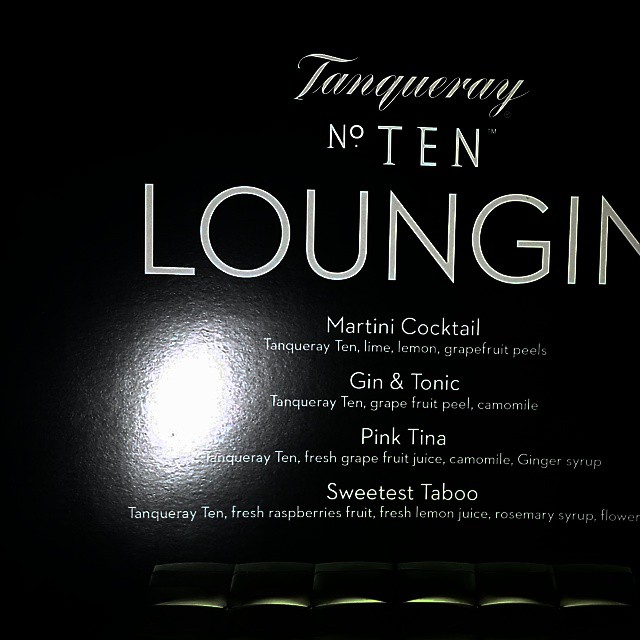 Tanqueray
Nº TEN™
LOUNGIN
Martini Cocktail
Tanqueray Ten, lime, lemon, grapefruit peels
Gin & Tonic
Tanqueray Ten, grape fruit peel, camomile
Pink Tina
Tanqueray Ten, fresh grape fruit juice, camomile, Ginger syrup
Sweetest Taboo
Tanqueray Ten, fresh raspberries fruit, fresh lemon juice, rosemary syrup, flower